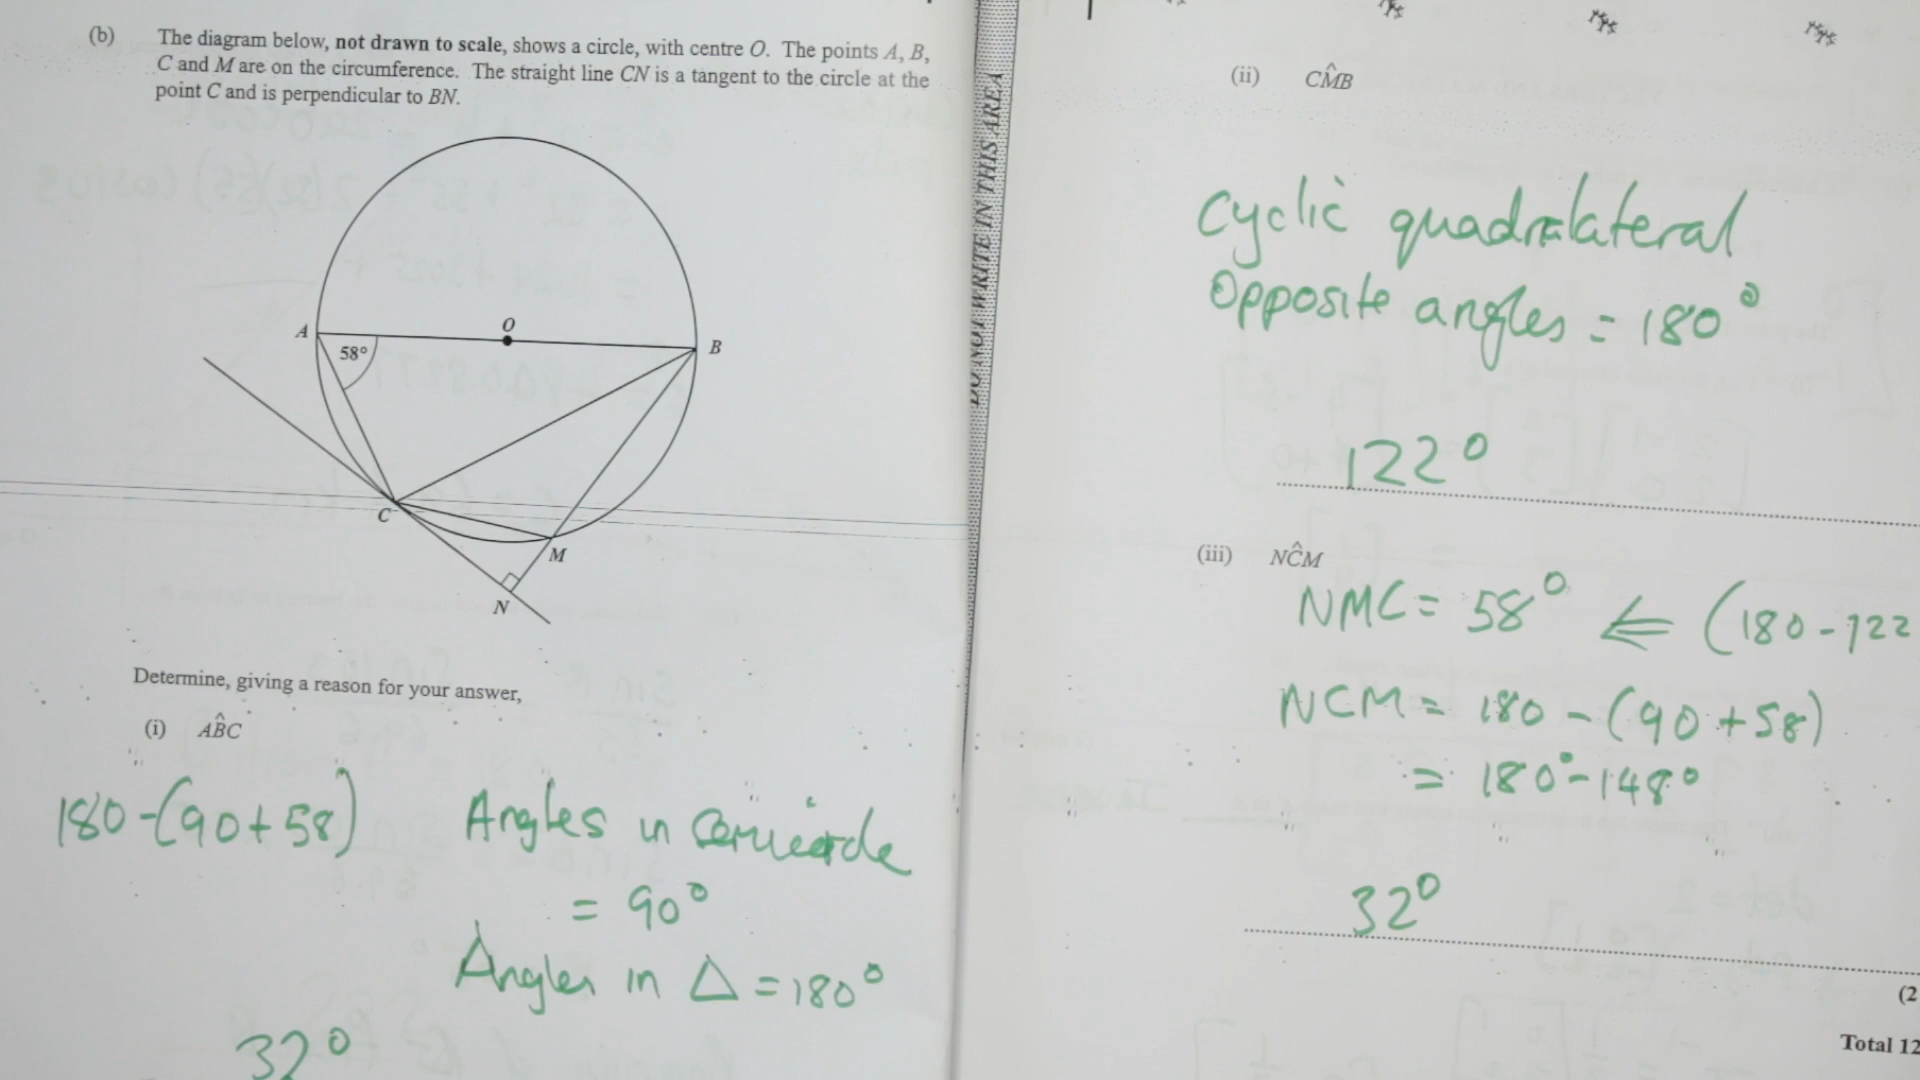 (b) The diagram below, not drawn to scale, shows a circle, with centre O. The points A, B,
C and M are on the circumference. The straight line CN is a tangent to the circle at the
point C and is perpendicular to BN.
O
A
58°
B
C
M
N
Determine, giving a reason for your answer,
(i) AB̂C
180-(90+58)
Angles in semicircle
= 90°
Angles in Δ = 180°
32°
DO NOT WRITE IN THIS AREA
(ii) CM̂B
Cyclic quadrilateral
Opposite angles = 180°
122°
(iii) NĈM
NMC = 58° ⇐ (180-122
NCM = 180 - (90+58)
= 180°-148°
32°
(2
Total 12